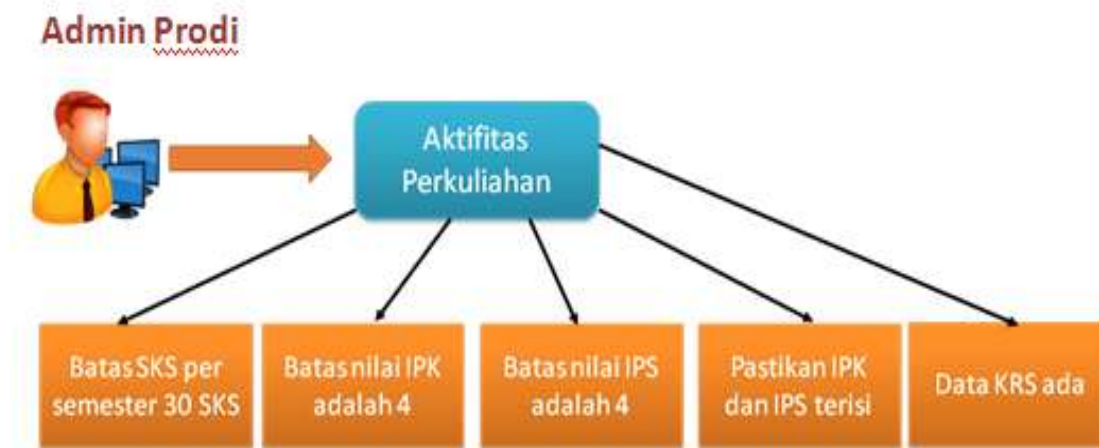 Admin Prodi
Aktifitas
Perkuliahan
Batas SKS per
semester 30 SKS
Batas nilai IPK
adalah 4
Batas nilai IPS
adalah 4
Pastikan IPK
dan IPS terisi
Data KRS ada